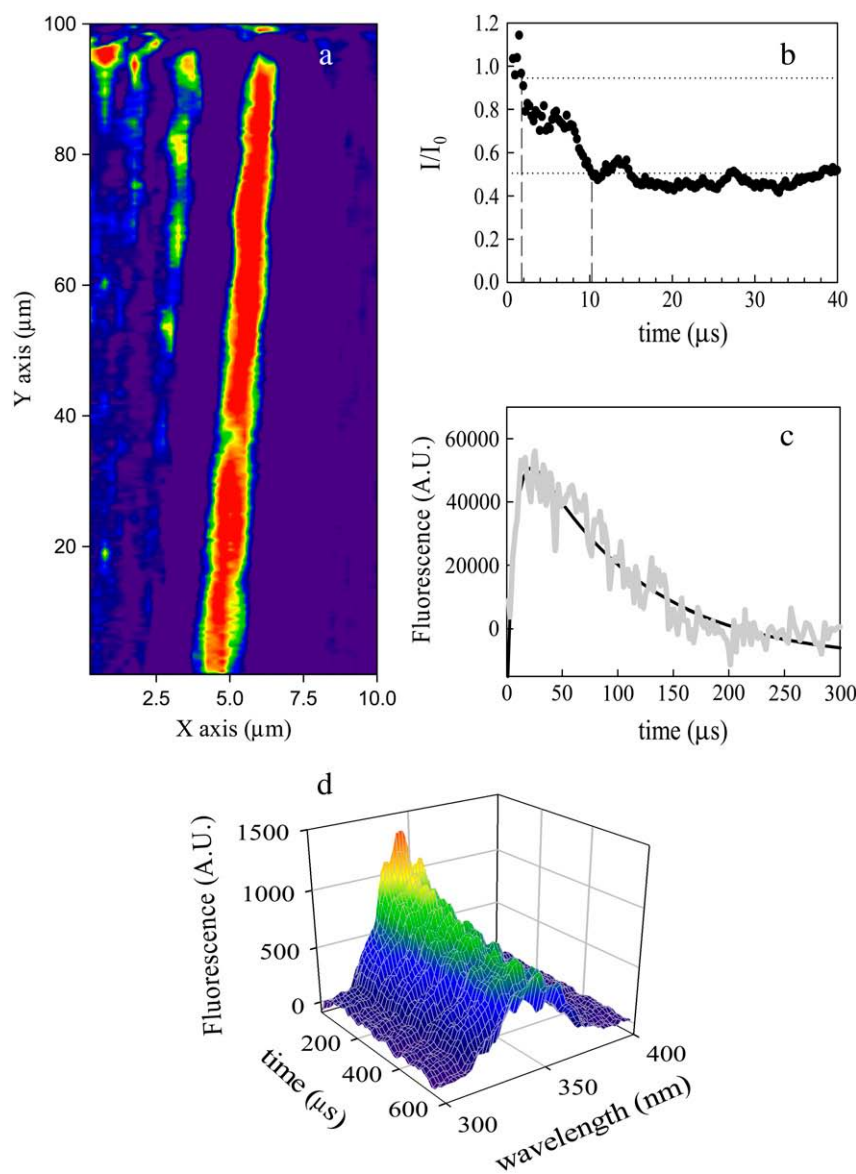 a
100
80
60
40
20
Y axis (µm)
2.5 5.0 7.5 10.0
X axis (µm)
b
1.2
1.0
0.8
0.6
0.4
0.2
0.0
I/I0
0 10 20 30 40
time (µs)
c
60000
40000
20000
0
Fluorescence (A.U.)
0 50 100 150 200 250 300
time (µs)
d
1500
1000
500
0
Fluorescence (A.U.)
200
400
600
time (µs)
300
350
400
wavelength (nm)